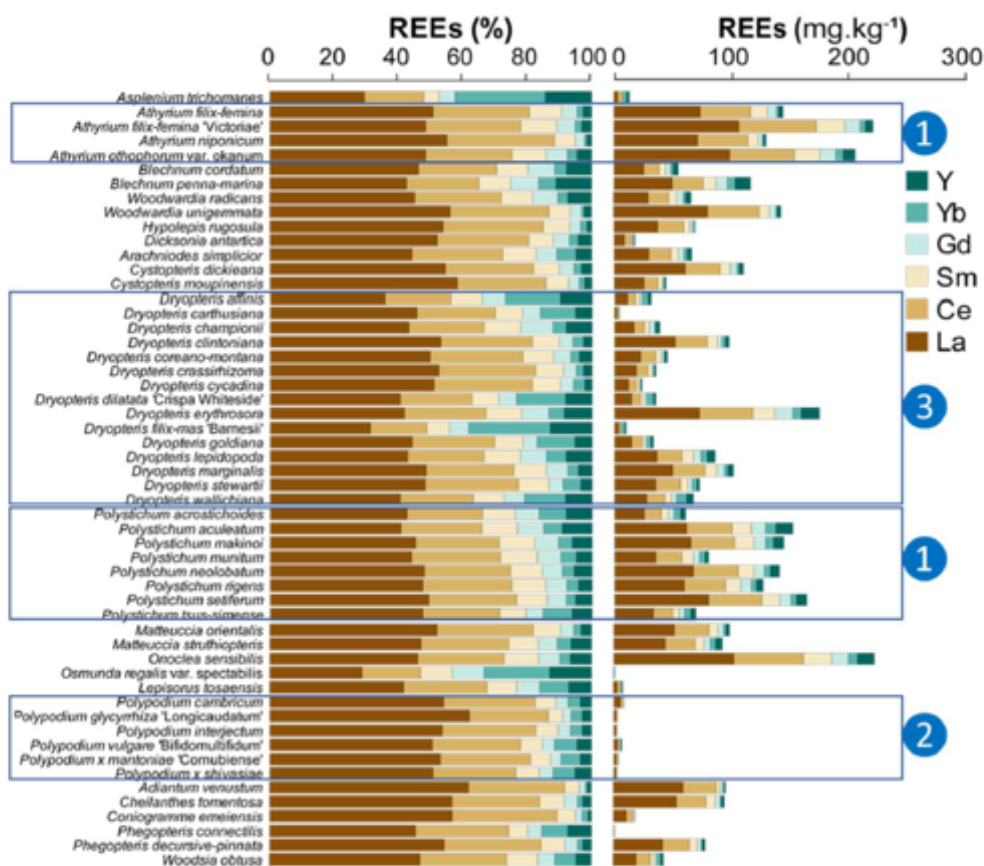 REEs (%)
REEs (mg.kg⁻¹)
0 20 40 60 80 100
0 100 200 300
Asplenium trichomanes
Athyrium filix-femina
Athyrium filix-femina 'Victoriae'
Athyrium niponicum
Athyrium othophorum var. okanum
1
Blechnum cordatum
Blechnum penna-marina
Woodwardia radicans
Woodwardia unigemmata
Hypolepis rugosula
Dicksonia antartica
Arachniodes simplicior
Cystopteris dickieana
Cystopteris moupinensis
Y
Yb
Gd
Sm
Ce
La
Dryopteris affinis
Dryopteris carthusiana
Dryopteris championii
Dryopteris clintoniana
Dryopteris coreano-montana
Dryopteris crassirhizoma
Dryopteris cycadina
Dryopteris dilatata 'Crispa Whiteside'
Dryopteris erythrosora
Dryopteris filix-mas 'Barnesii'
Dryopteris goldiana
Dryopteris lepidopoda
Dryopteris marginalis
Dryopteris stewartii
Dryopteris wallichiana
3
Polystichum acrostichoides
Polystichum aculeatum
Polystichum makinoi
Polystichum munitum
Polystichum neolobatum
Polystichum rigens
Polystichum setiferum
Polystichum tsus-simense
1
Matteuccia orientalis
Matteuccia struthiopteris
Onoclea sensibilis
Osmunda regalis var. spectabilis
Lepisorus tosaensis
Polypodium cambricum
Polypodium glycyrrhiza 'Longicaudatum'
Polypodium interjectum
Polypodium vulgare 'Bifidomultifidum'
Polypodium x mantoniae 'Cornubiense'
Polypodium x shivasiae
2
Adiantum venustum
Cheilanthes tomentosa
Coniogramme emeiensis
Phegopteris connectilis
Phegopteris decursive-pinnata
Woodsia obtusa